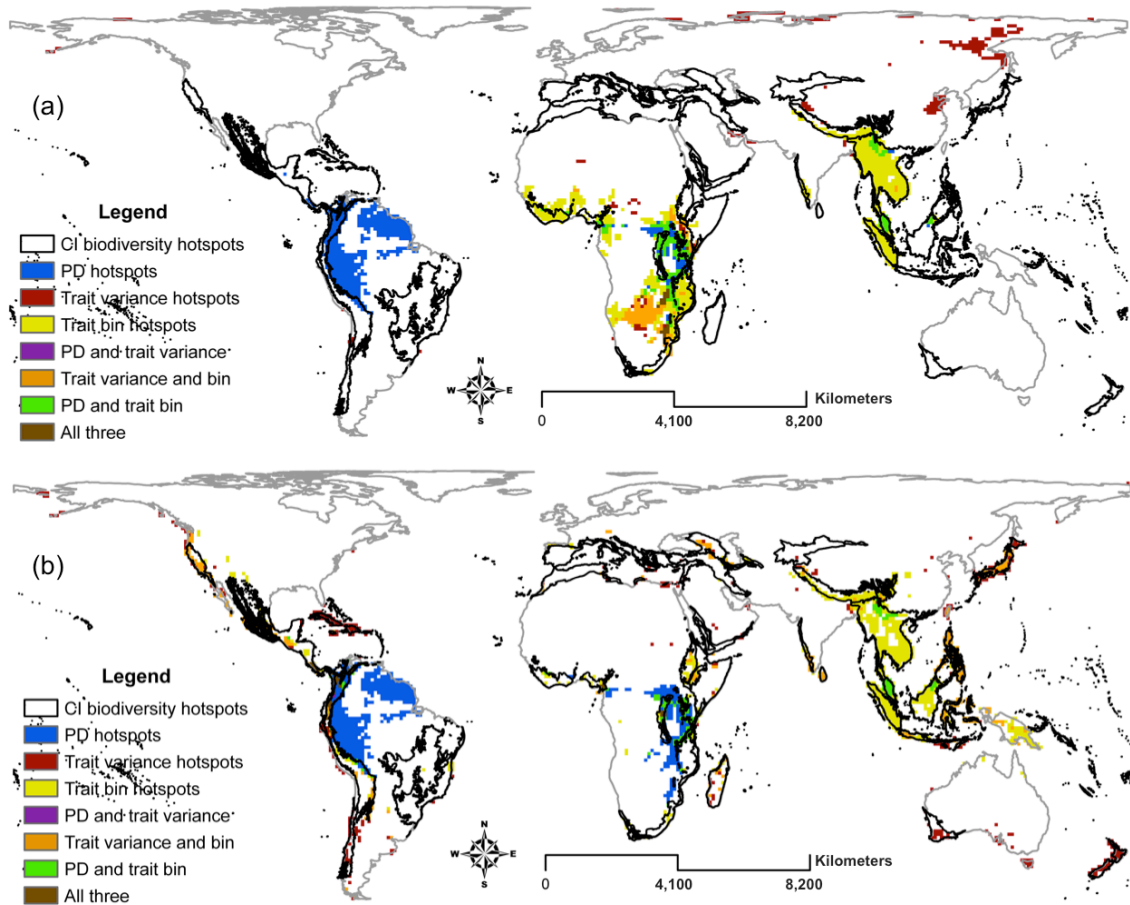 (a)
Legend
CI biodiversity hotspots
PD hotspots
Trait variance hotspots
Trait bin hotspots
PD and trait variance
Trait variance and bin
PD and trait bin
All three
N
W E
S
Kilometers
0 4,100 8,200
(b)
Legend
CI biodiversity hotspots
PD hotspots
Trait variance hotspots
Trait bin hotspots
PD and trait variance
Trait variance and bin
PD and trait bin
All three
N
W E
S
Kilometers
0 4,100 8,200